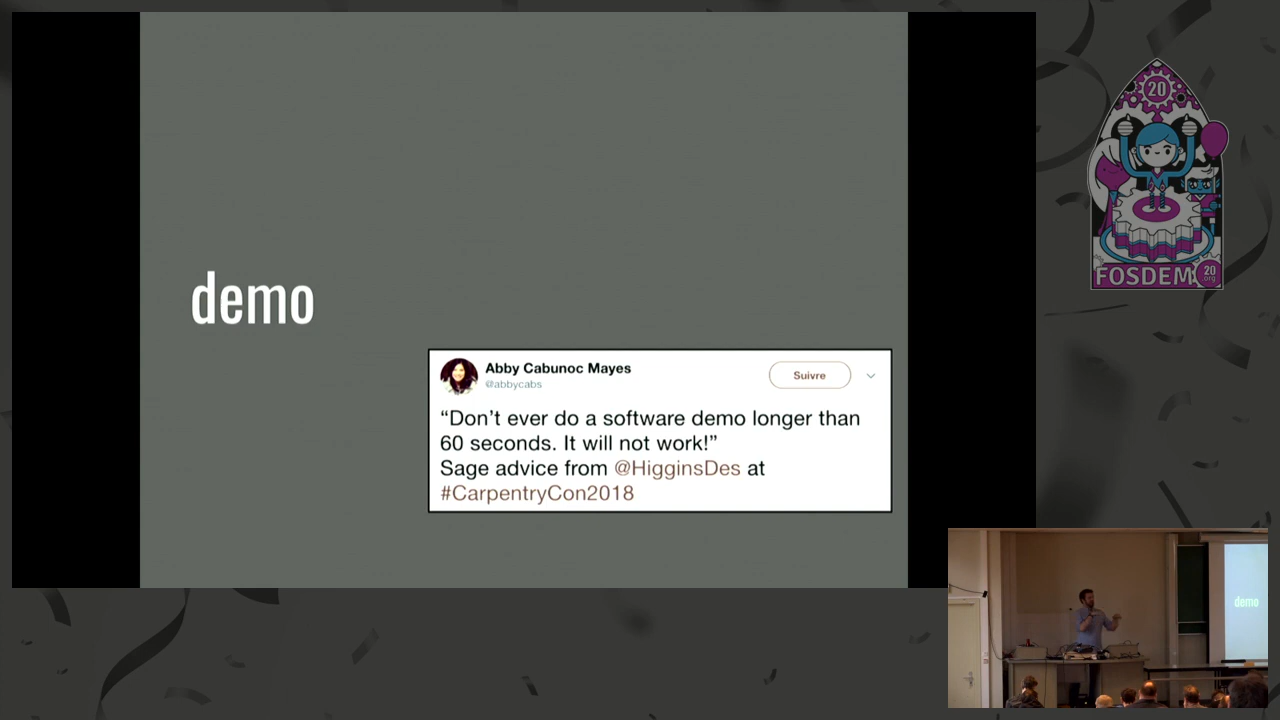 demo
Abby Cabunoc Mayes
@abbycabs
Suivre
“Don’t ever do a software demo longer than
60 seconds. It will not work!”
Sage advice from @HigginsDes at
#CarpentryCon2018
20
FOSDEM
20
.org
demo